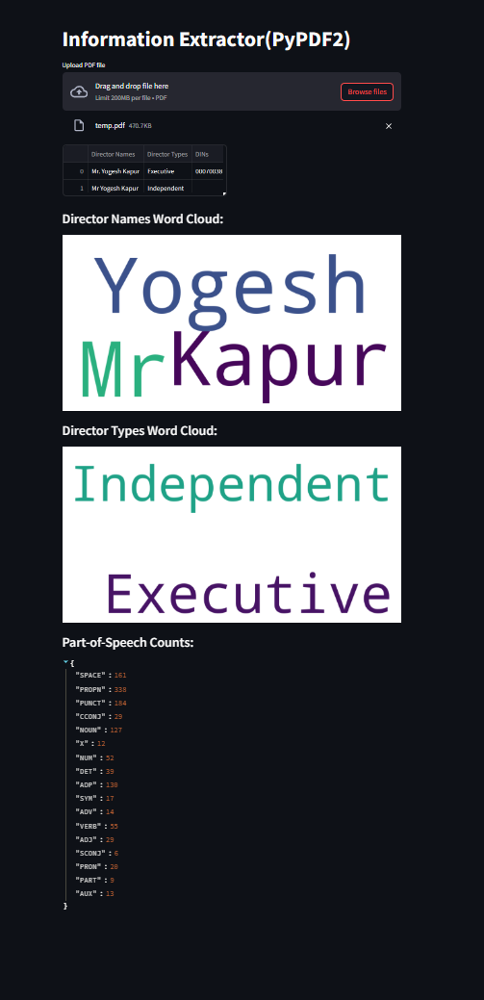 Information Extractor(PyPDF2)
Upload PDF file
Drag and drop file here
Limit 200MB per file • PDF
Browse files
temp.pdf 470.7KB
Director Names Director Types DINs
0 Mr. Yogesh Kapur Executive 00070038
1 Mr Yogesh Kapur Independent
Director Names Word Cloud:
Yogesh
Mr Kapur
Director Types Word Cloud:
Independent
Executive
Part-of-Speech Counts:
{
"SPACE" : 161
"PROPN" : 338
"PUNCT" : 184
"CCONJ" : 29
"NOUN" : 127
"X" : 12
"NUM" : 52
"DET" : 39
"ADP" : 130
"SYM" : 17
"ADV" : 14
"VERB" : 55
"ADJ" : 29
"SCONJ" : 6
"PRON" : 20
"PART" : 9
"AUX" : 13
}